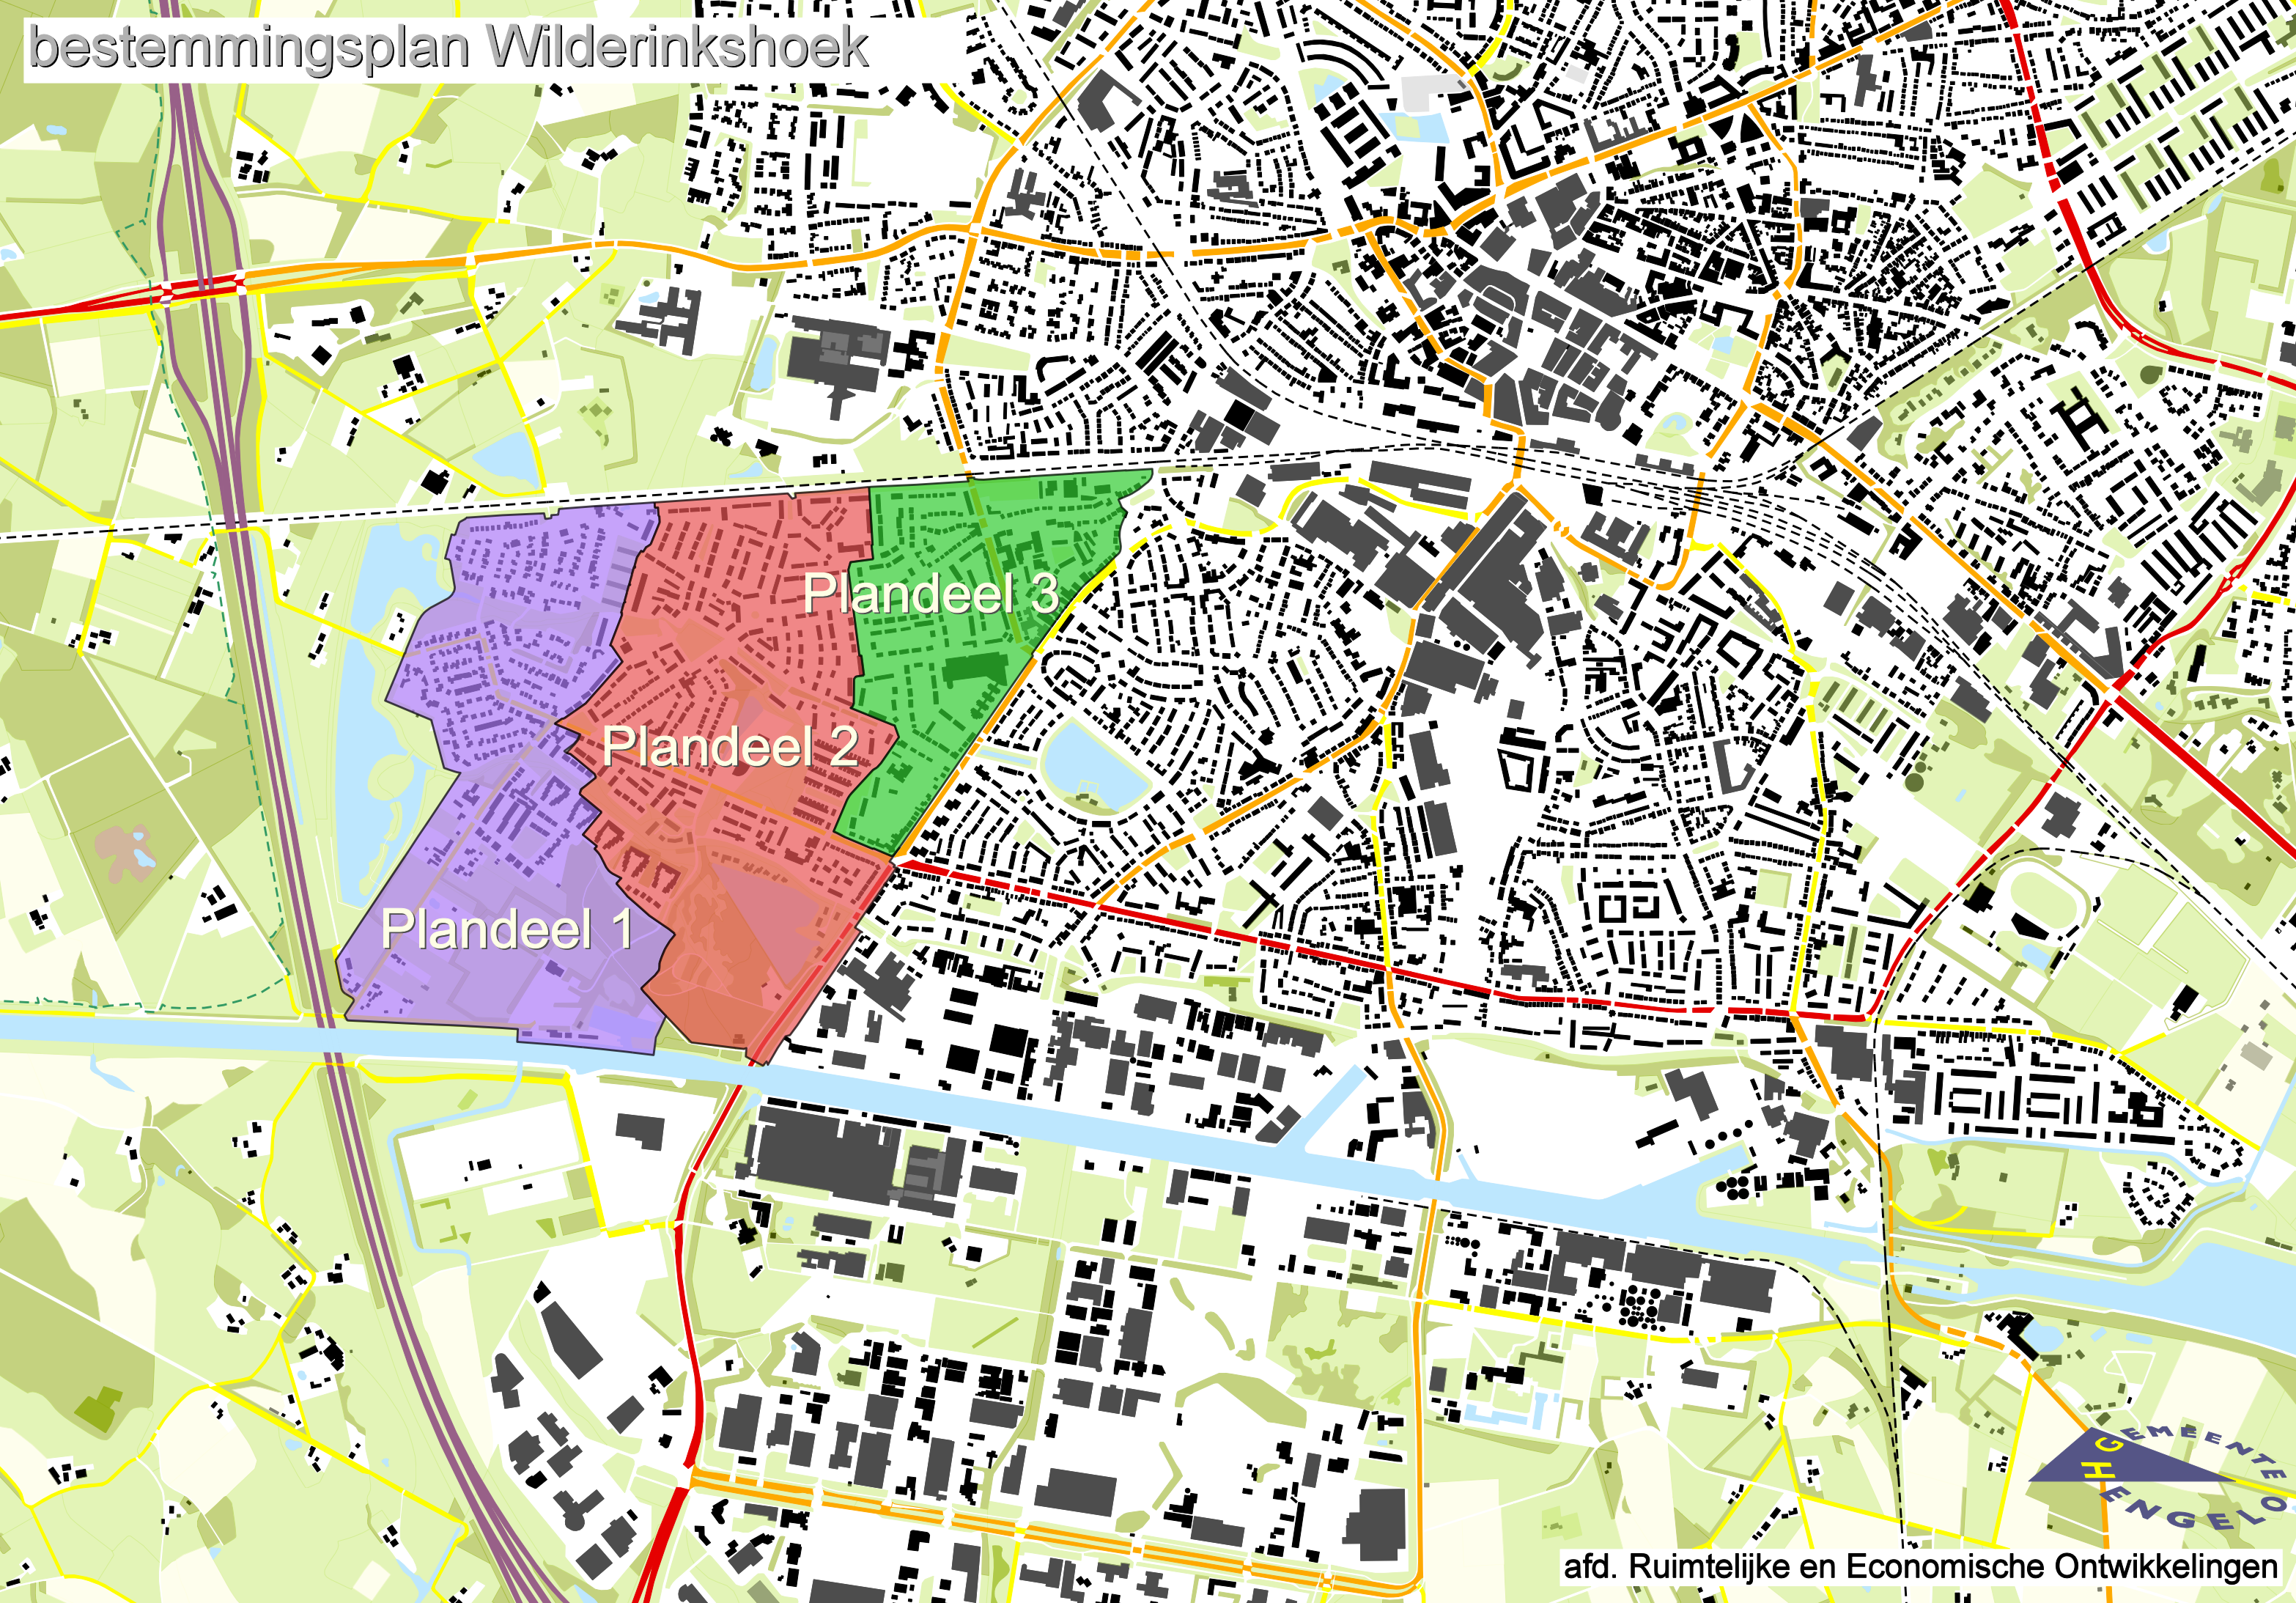 bestemmingsplan Wilderinkshoek
Plandeel 3
Plandeel 2
Plandeel 1
GEMEENTE
HENGELO
afd. Ruimtelijke en Economische Ontwikkelingen